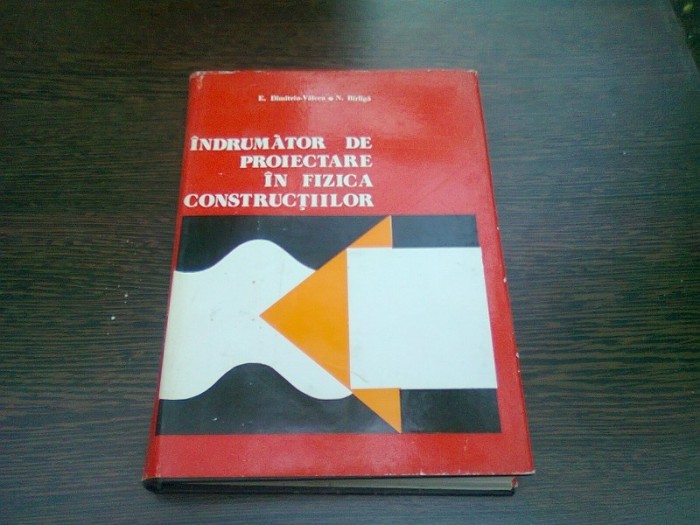 E. Dimitriu-Vâlcea • N. Bîrligă
ÎNDRUMĂTOR DE
PROIECTARE
ÎN FIZICA
CONSTRUCȚIILOR